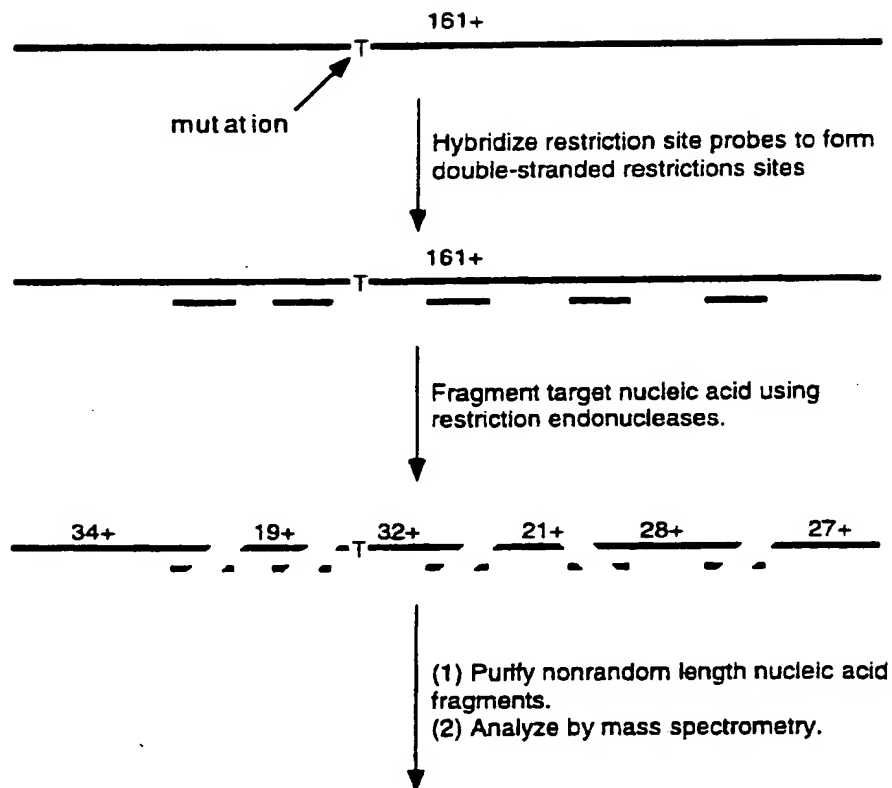 161+
T
mutation
Hybridize restriction site probes to form
double-stranded restrictions sites
161+
T
Fragment target nucleic acid using
restriction endonucleases.
34+ 19+ 32+ 21+ 28+ 27+
T
(1) Purify nonrandom length nucleic acid
fragments.
(2) Analyze by mass spectrometry.